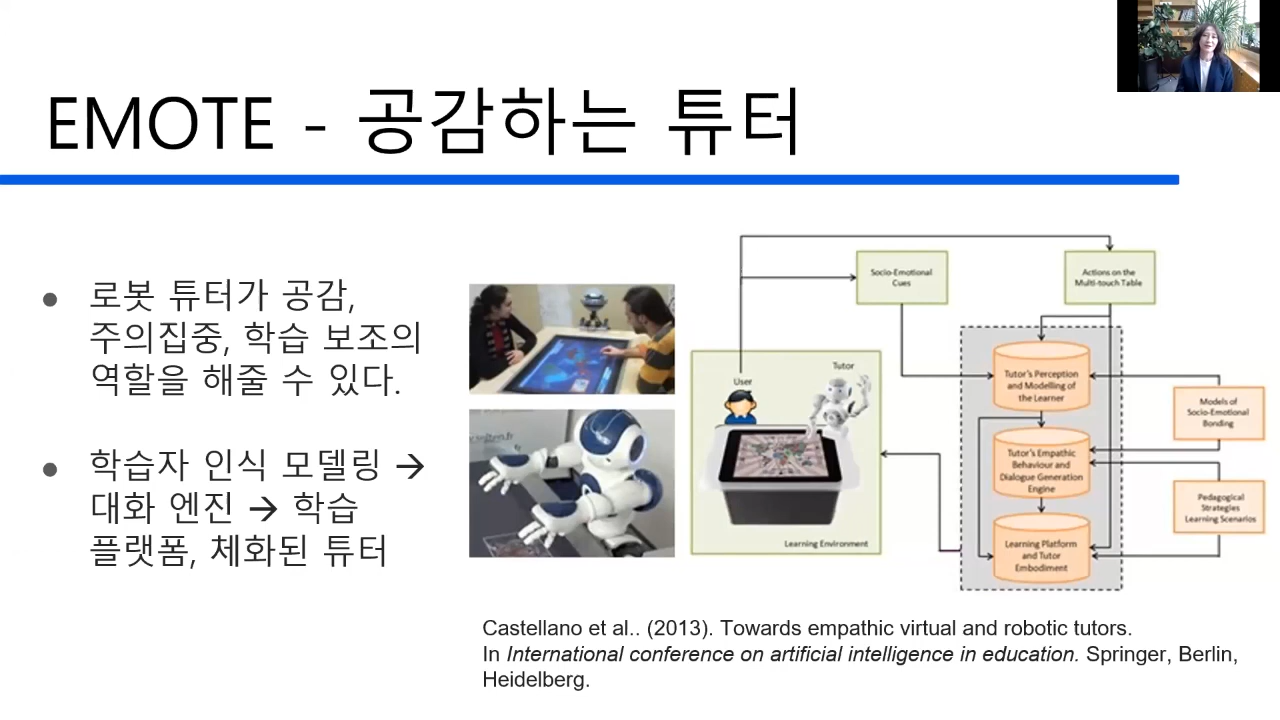 EMOTE - 공감하는 튜터
● 로봇 튜터가 공감,
주의집중, 학습 보조의
역할을 해줄 수 있다.
● 학습자 인식 모델링 →
대화 엔진 → 학습
플랫폼, 체화된 튜터
Socio-Emotional
Cues
Actions on the
Multi-touch Table
User
Tutor
Learning Environment
Tutor's Perception
and Modelling of
the Learner
Tutor's Empathic
Behaviour and
Dialogue Generation
Engine
Learning Platform
and Tutor
Embodiment
Models of
Socio-Emotional
Bonding
Pedagogical
Strategies
Learning Scenarios
Castellano et al.. (2013). Towards empathic virtual and robotic tutors.
In International conference on artificial intelligence in education. Springer, Berlin,
Heidelberg.